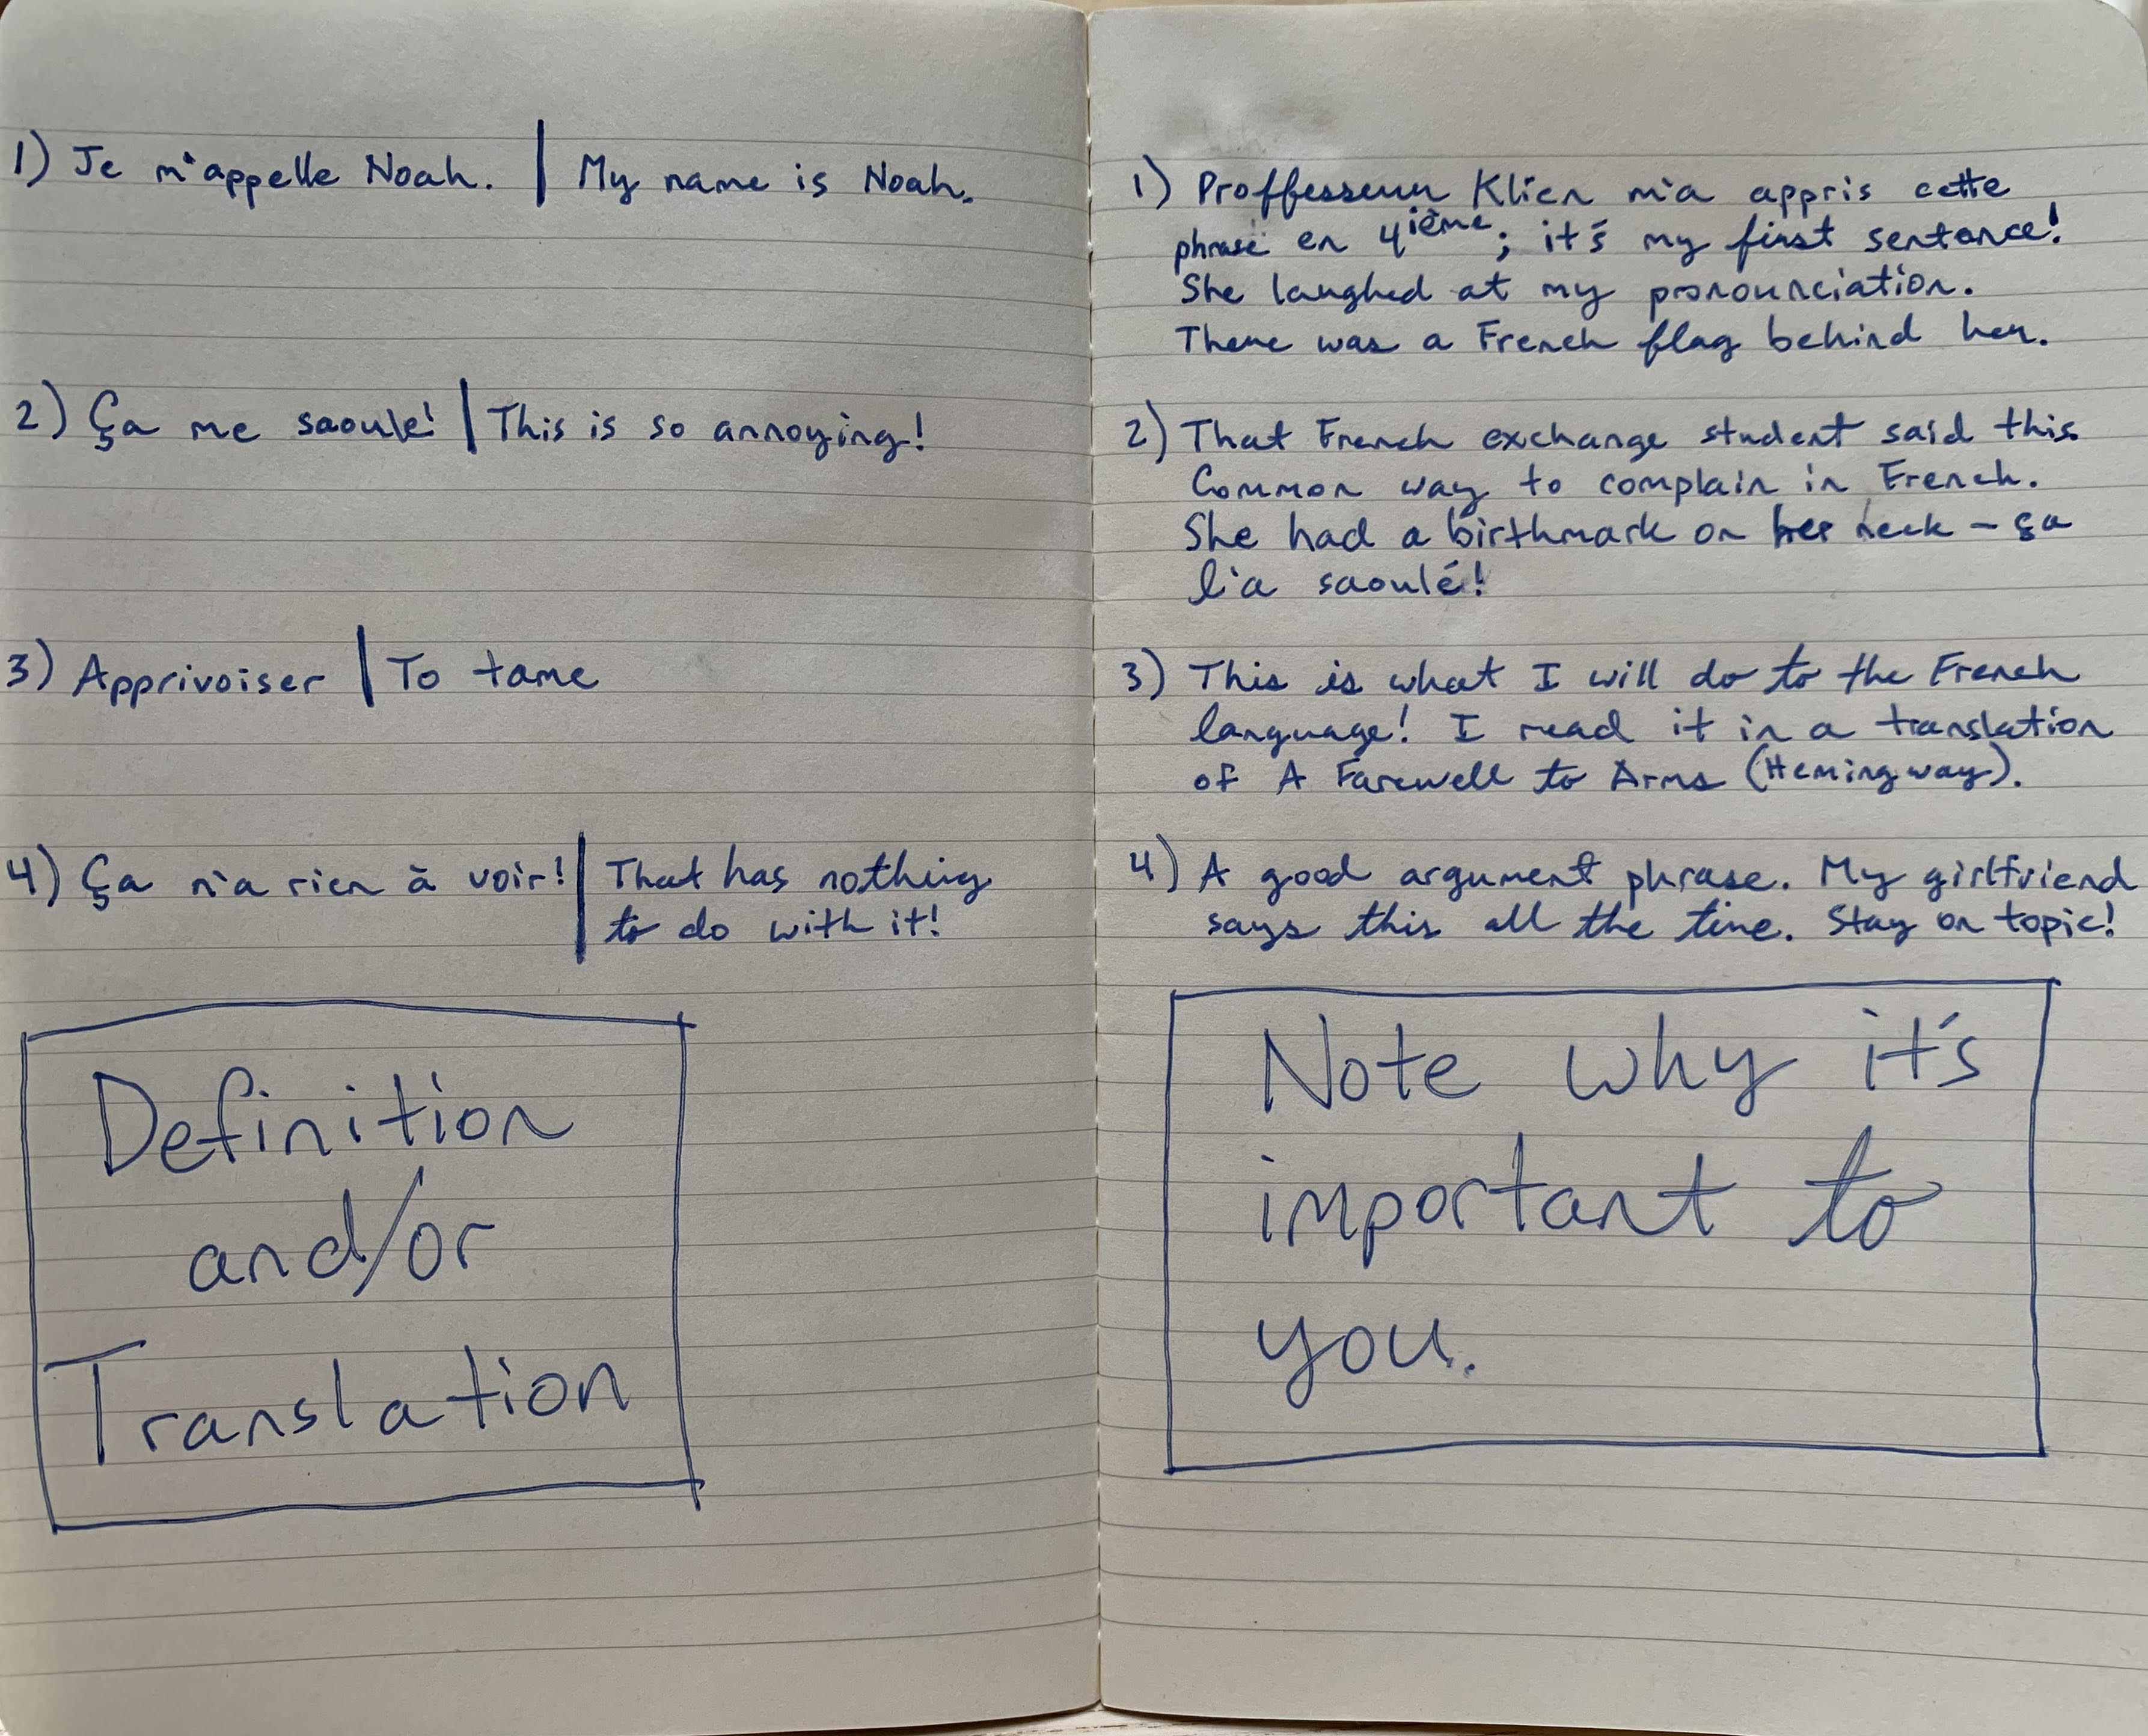 1) Je m'appelle Noah. | My name is Noah.
2) Ça me saoule! | This is so annoying!
3) Apprivoiser | To tame
4) Ça n'a rien à voir! | That has nothing
to do with it!
Definition
and/or
Translation
1) Proffesseur Klien m'a appris cette
phrase en 4ième; it's my first sentence!
She laughed at my pronounciation.
There was a French flag behind her.
2) That French exchange student said this.
Common way to complain in French.
She had a birthmark on her neck – ça
l'a saoulé!
3) This is what I will do to the French
language! I read it in a translation
of A Farewell to Arms (Hemingway).
4) A good argument phrase. My girlfriend
says this all the time. Stay on topic!
Note why it's
important to
you.